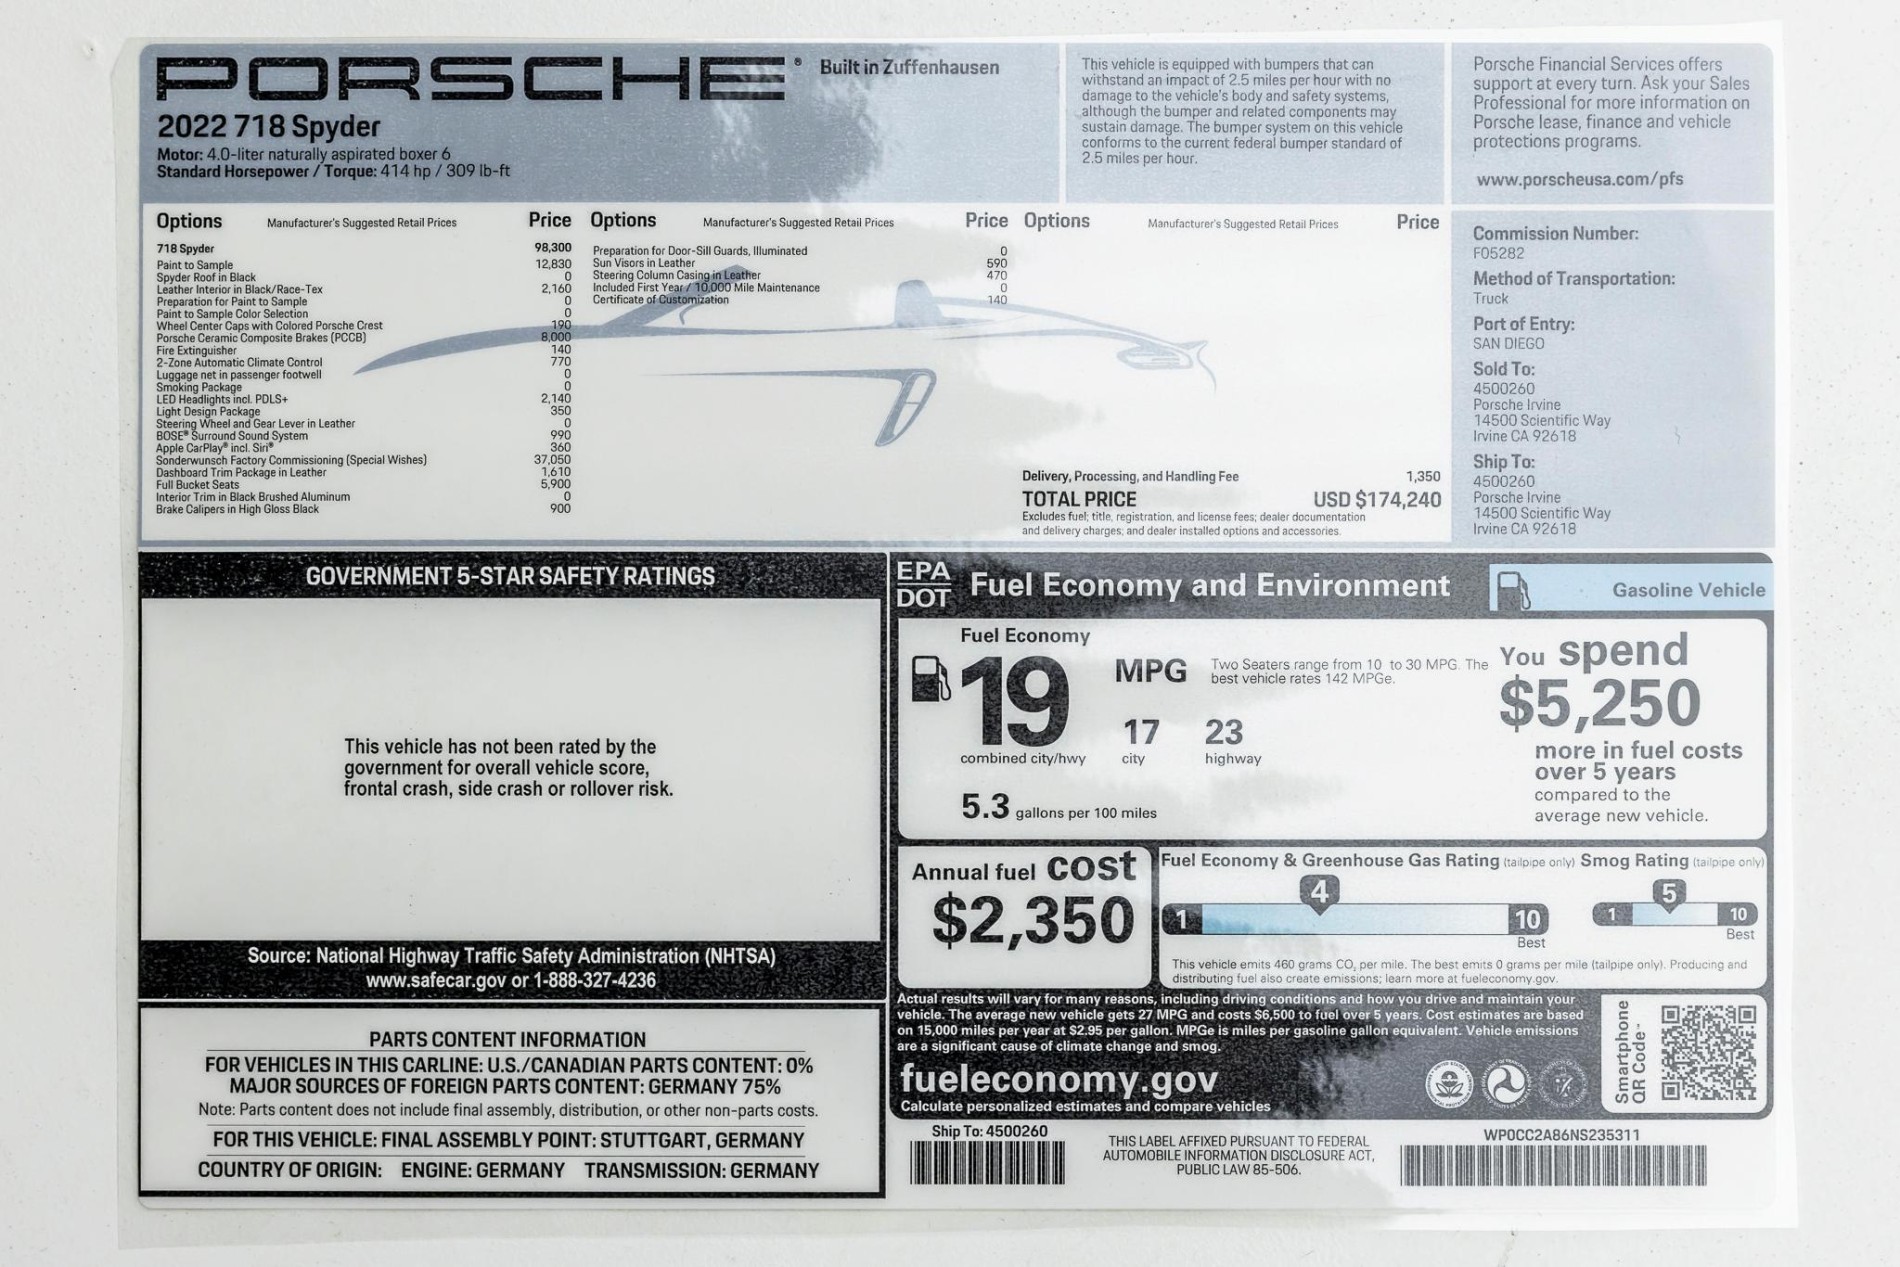 PORSCHE® Built in Zuffenhausen
2022 718 Spyder
Motor: 4.0-liter naturally aspirated boxer 6
Standard Horsepower / Torque: 414 hp / 309 lb-ft
This vehicle is equipped with bumpers that can
withstand an impact of 2.5 miles per hour with no
damage to the vehicle's body and safety systems,
although the bumper and related components may
sustain damage. The bumper system on this vehicle
conforms to the current federal bumper standard of
2.5 miles per hour.
Porsche Financial Services offers
support at every turn. Ask your Sales
Professional for more information on
Porsche lease, finance and vehicle
protections programs.
www.porscheusa.com/pfs
Options Manufacturer's Suggested Retail Prices Price
718 Spyder 98,300
Paint to Sample 12,830
Spyder Roof in Black 0
Leather Interior in Black/Race-Tex 2,160
Preparation for Paint to Sample 0
Paint to Sample Color Selection 0
Wheel Center Caps with Colored Porsche Crest 190
Porsche Ceramic Composite Brakes (PCCB) 8,000
Fire Extinguisher 140
2-Zone Automatic Climate Control 770
Luggage net in passenger footwell 0
Smoking Package 0
LED Headlights incl. PDLS+ 2,140
Light Design Package 350
Steering Wheel and Gear Lever in Leather 0
BOSE® Surround Sound System 990
Apple CarPlay® incl. Siri® 360
Sonderwunsch Factory Commissioning (Special Wishes) 37,050
Dashboard Trim Package in Leather 1,610
Full Bucket Seats 5,900
Interior Trim in Black Brushed Aluminum 0
Brake Calipers in High Gloss Black 900
Options Manufacturer's Suggested Retail Prices Price
Preparation for Door-Sill Guards, Illuminated 0
Sun Visors in Leather 590
Steering Column Casing in Leather 470
Included First Year / 10,000 Mile Maintenance 0
Certificate of Customization 140
Options Manufacturer's Suggested Retail Prices Price
Delivery, Processing, and Handling Fee 1,350
TOTAL PRICE USD $174,240
Excludes fuel; title, registration, and license fees; dealer documentation
and delivery charges; and dealer installed options and accessories.
Commission Number:
F05282
Method of Transportation:
Truck
Port of Entry:
SAN DIEGO
Sold To:
4500260
Porsche Irvine
14500 Scientific Way
Irvine CA 92618
Ship To:
4500260
Porsche Irvine
14500 Scientific Way
Irvine CA 92618
GOVERNMENT 5-STAR SAFETY RATINGS
This vehicle has not been rated by the
government for overall vehicle score,
frontal crash, side crash or rollover risk.
Source: National Highway Traffic Safety Administration (NHTSA)
www.safecar.gov or 1-888-327-4236
PARTS CONTENT INFORMATION
FOR VEHICLES IN THIS CARLINE: U.S./CANADIAN PARTS CONTENT: 0%
MAJOR SOURCES OF FOREIGN PARTS CONTENT: GERMANY 75%
Note: Parts content does not include final assembly, distribution, or other non-parts costs.
FOR THIS VEHICLE: FINAL ASSEMBLY POINT: STUTTGART, GERMANY
COUNTRY OF ORIGIN: ENGINE: GERMANY TRANSMISSION: GERMANY
EPA
DOT
Fuel Economy and Environment
Gasoline Vehicle
Fuel Economy
19 MPG
combined city/hwy
17
city
23
highway
5.3 gallons per 100 miles
Two Seaters range from 10 to 30 MPG. The
best vehicle rates 142 MPGe.
You spend
$5,250
more in fuel costs
over 5 years
compared to the
average new vehicle.
Annual fuel cost
$2,350
Fuel Economy & Greenhouse Gas Rating (tailpipe only)
4
1 10
Best
Smog Rating (tailpipe only)
5
1 10
Best
This vehicle emits 460 grams CO2 per mile. The best emits 0 grams per mile (tailpipe only). Producing and
distributing fuel also create emissions; learn more at fueleconomy.gov.
Actual results will vary for many reasons, including driving conditions and how you drive and maintain your
vehicle. The average new vehicle gets 27 MPG and costs $6,500 to fuel over 5 years. Cost estimates are based
on 15,000 miles per year at $2.95 per gallon. MPGe is miles per gasoline gallon equivalent. Vehicle emissions
are a significant cause of climate change and smog.
fueleconomy.gov
Calculate personalized estimates and compare vehicles
Smartphone
QR Code™
Ship To: 4500260
THIS LABEL AFFIXED PURSUANT TO FEDERAL
AUTOMOBILE INFORMATION DISCLOSURE ACT,
PUBLIC LAW 85-506.
WP0CC2A86NS235311